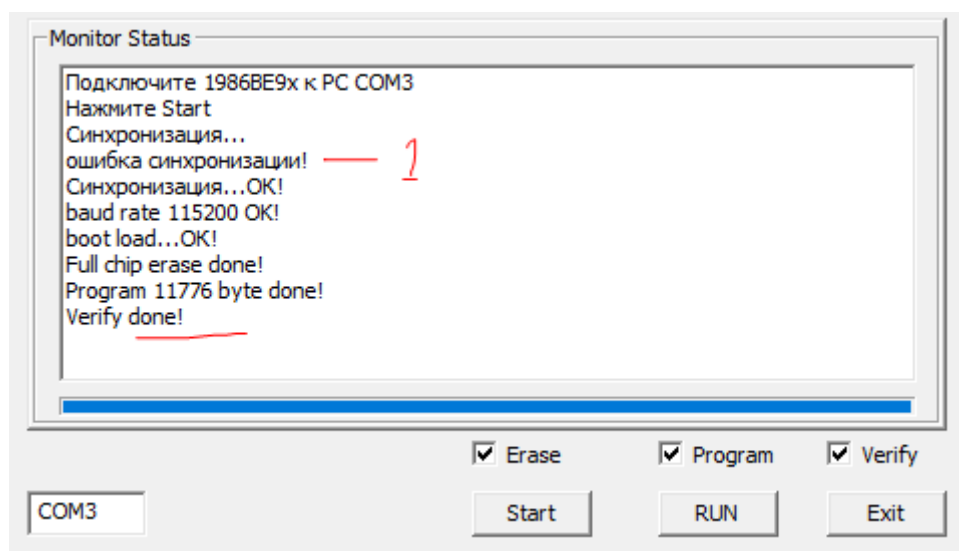 Monitor Status
Подключите 1986ВЕ9х к PC COM3
Нажмите Start
Синхронизация...
ошибка синхронизации!
1
Синхронизация...OK!
baud rate 115200 OK!
boot load...OK!
Full chip erase done!
Program 11776 byte done!
Verify done!
Erase Program Verify
COM3 Start RUN Exit